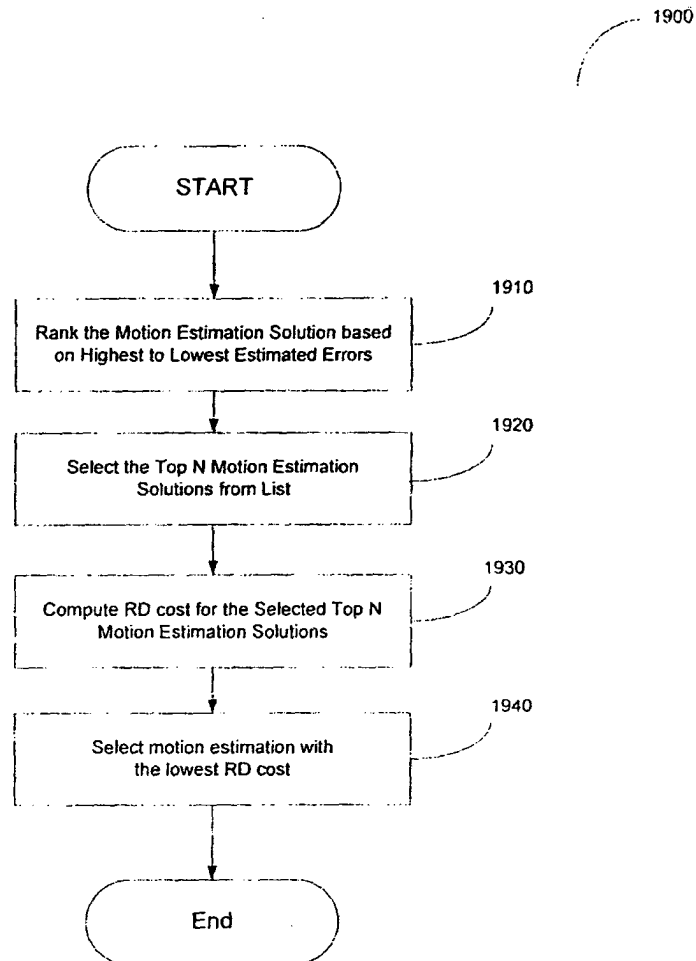 1900
START
1910
Rank the Motion Estimation Solution based
on Highest to Lowest Estimated Errors
1920
Select the Top N Motion Estimation
Solutions from List
1930
Compute RD cost for the Selected Top N
Motion Estimation Solutions
1940
Select motion estimation with
the lowest RD cost
End